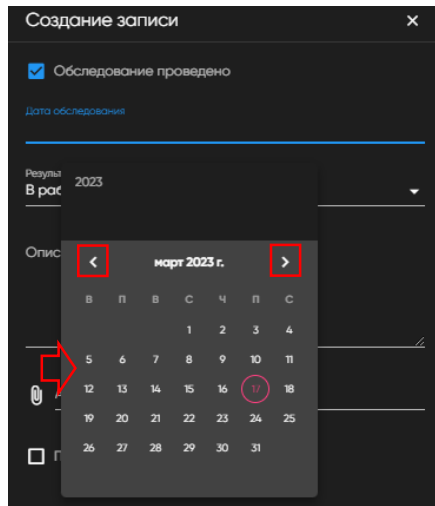 Создание записи
Обследование проведено
Дата обследования
Резуль
В раб
2023
Опис
март 2023 г.
В П В С Ч П С
1 2 3 4
5 6 7 8 9 10 11
12 13 14 15 16 17 18
19 20 21 22 23 24 25
26 27 28 29 30 31